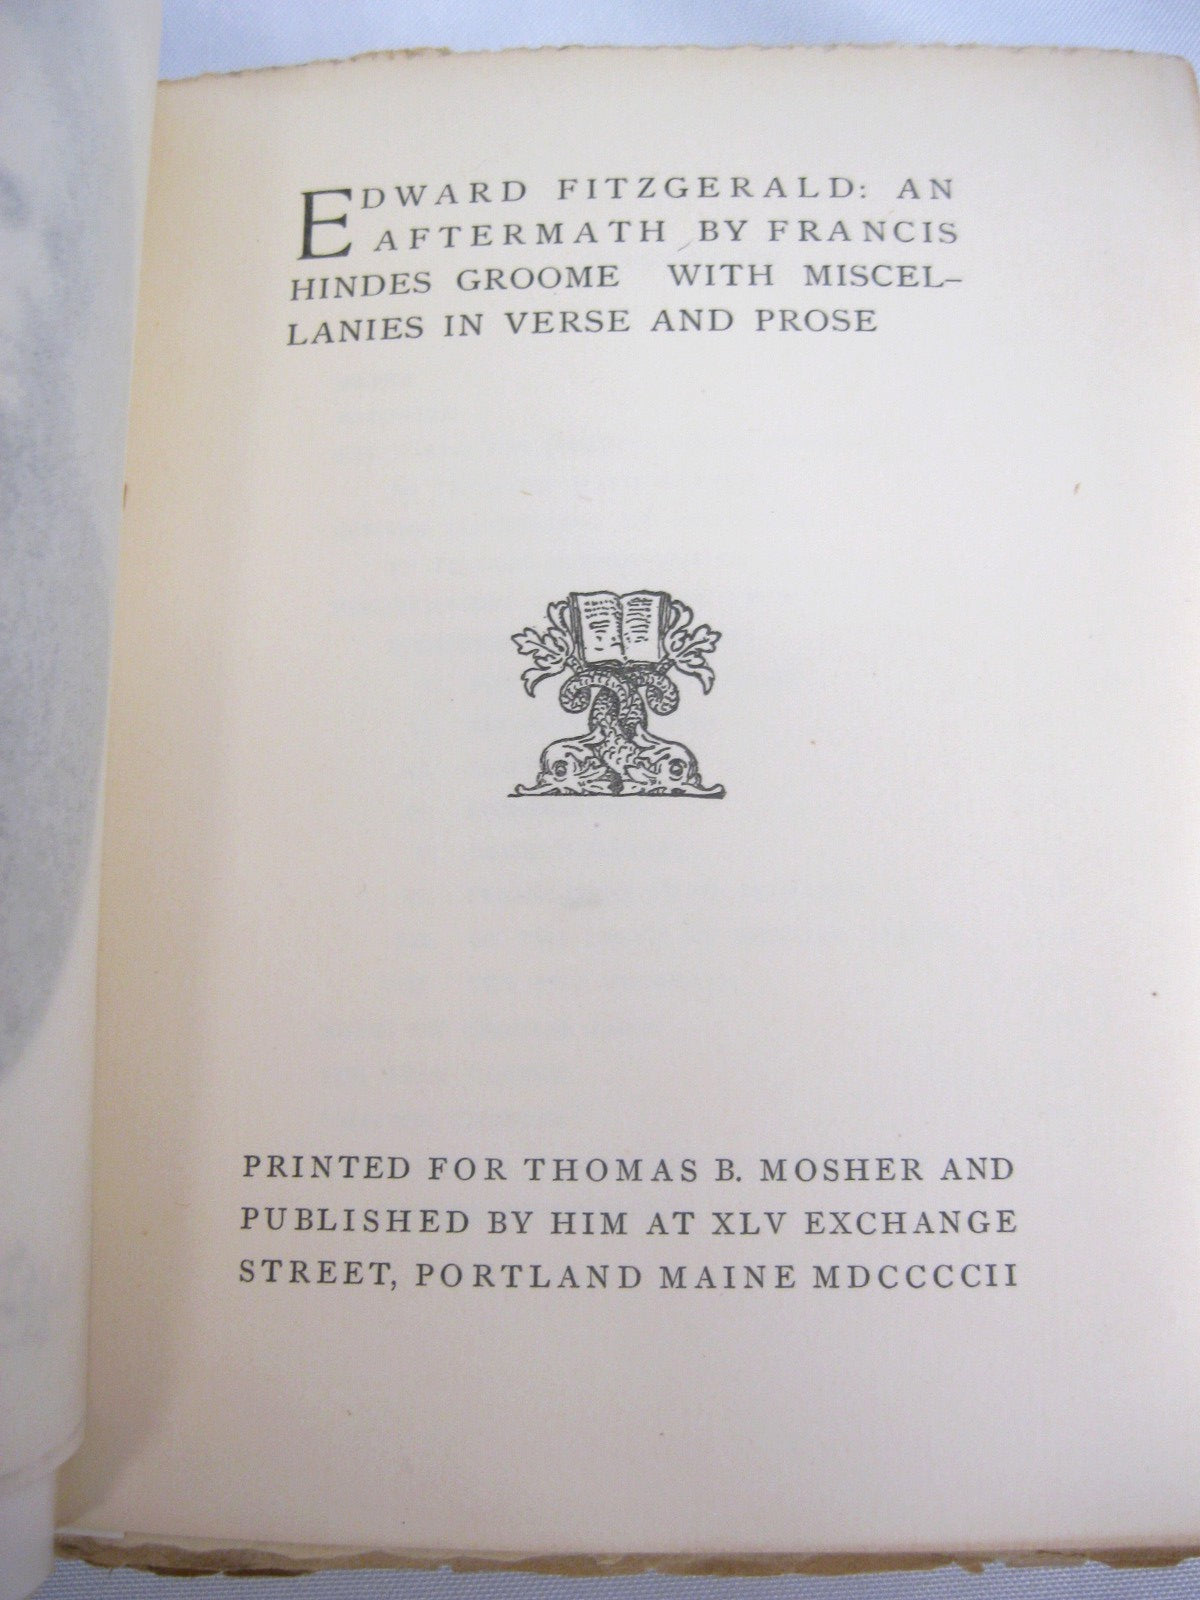 EDWARD FITZGERALD: AN
AFTERMATH BY FRANCIS
HINDES GROOME WITH MISCEL-
LANIES IN VERSE AND PROSE
PRINTED FOR THOMAS B. MOSHER AND
PUBLISHED BY HIM AT XLV EXCHANGE
STREET, PORTLAND MAINE MDCCCCII